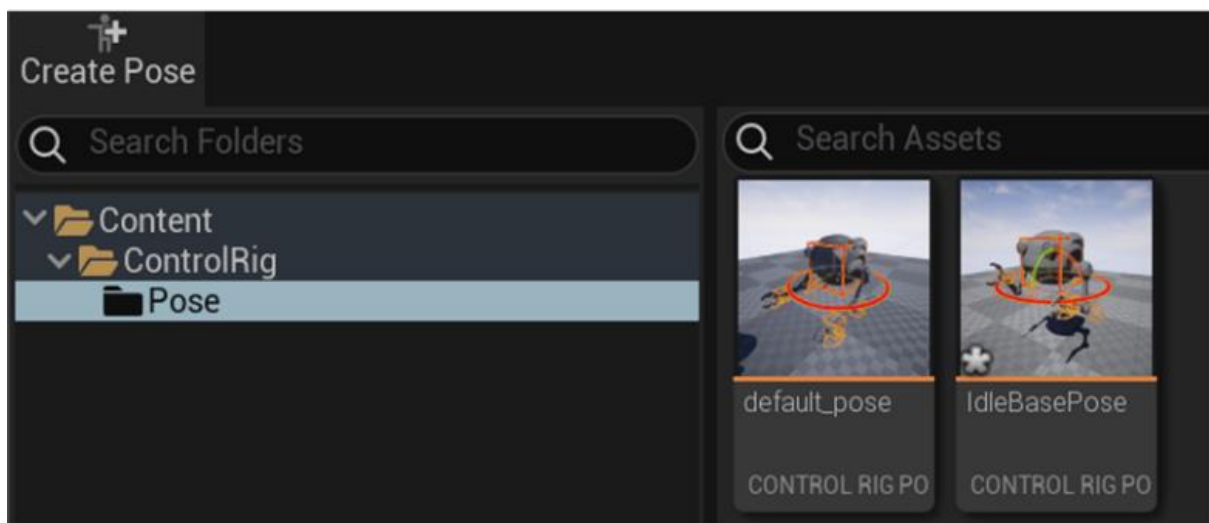 Create Pose
Search Folders
Search Assets
Content
ControlRig
Pose
default_pose
IdleBasePose
CONTROL RIG PO
CONTROL RIG PO